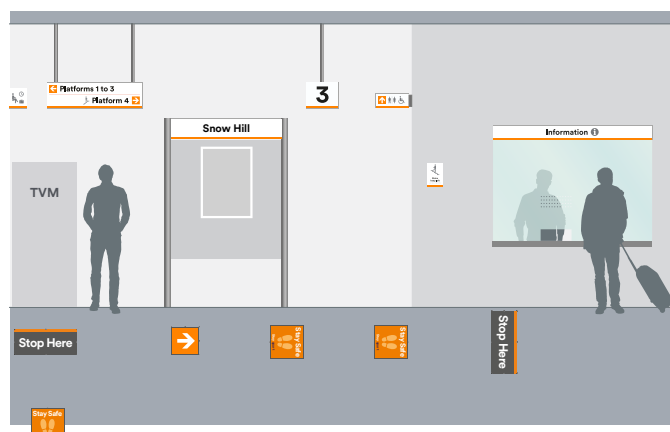 Platforms 1 to 3
Platform 4
3
Snow Hill
Information
TVM
Stop Here
Stay Safe
Stay Safe
Stop Here
Stay Safe